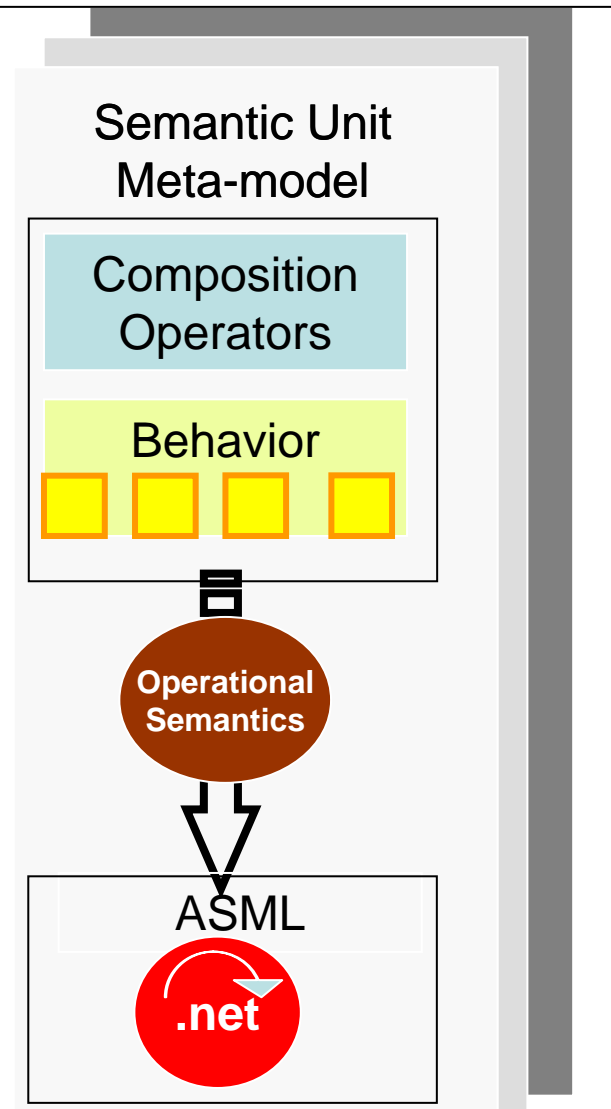 Semantic Unit
Meta-model
Composition
Operators
Behavior
Operational
Semantics
ASML
.net